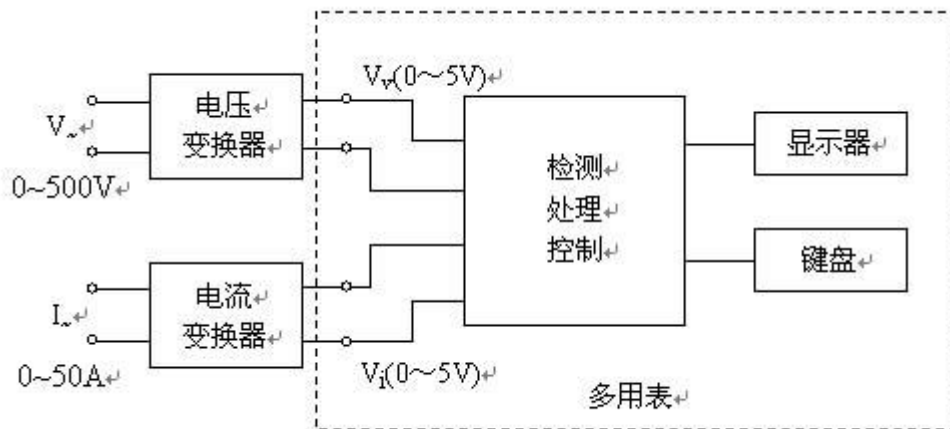 V~
0~500V
电压
变换器
Vv(0～5V)
检测
处理
控制
显示器
键盘
I~
0~50A
电流
变换器
Vi(0～5V)
多用表